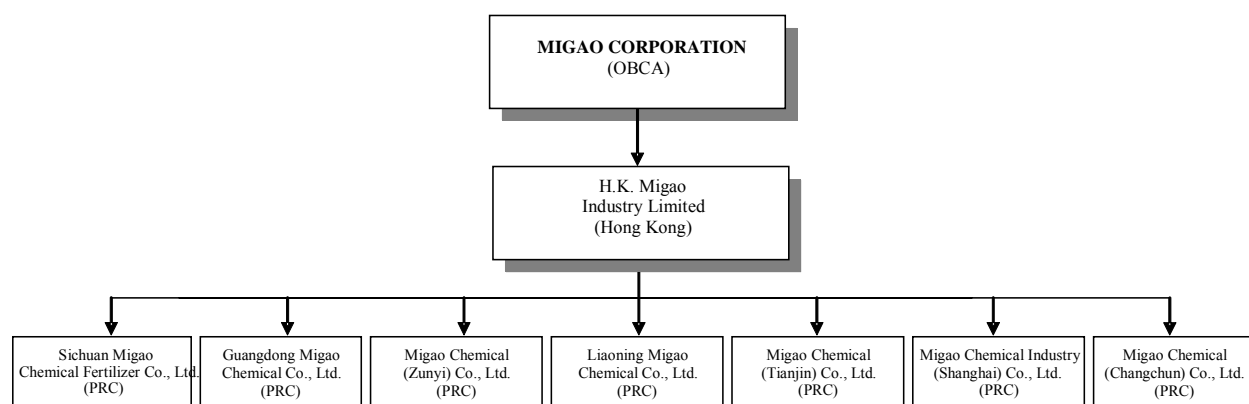 MIGAO CORPORATION
(OBCA)
H.K. Migao
Industry Limited
(Hong Kong)
Sichuan Migao
Chemical Fertilizer Co., Ltd.
(PRC)
Guangdong Migao
Chemical Co., Ltd.
(PRC)
Migao Chemical
(Zunyi) Co., Ltd.
(PRC)
Liaoning Migao
Chemical Co., Ltd.
(PRC)
Migao Chemical
(Tianjin) Co., Ltd.
(PRC)
Migao Chemical Industry
(Shanghai) Co., Ltd.
(PRC)
Migao Chemical
(Changchun) Co., Ltd.
(PRC)